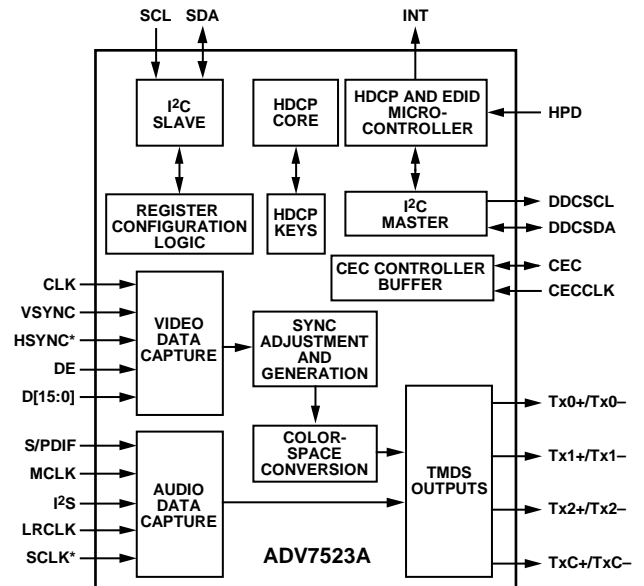 SCL SDA INT
I²C
SLAVE
HDCP
CORE
HDCP AND EDID
MICRO-
CONTROLLER
HPD
REGISTER
CONFIGURATION
LOGIC
HDCP
KEYS
I²C
MASTER
DDCSCL
DDCSDA
CEC CONTROLLER
BUFFER
CEC
CECCLK
CLK
VSYNC
HSYNC*
DE
D[15:0]
VIDEO
DATA
CAPTURE
SYNC
ADJUSTMENT
AND
GENERATION
COLOR-
SPACE
CONVERSION
TMDS
OUTPUTS
Tx0+/Tx0–
Tx1+/Tx1–
Tx2+/Tx2–
TxC+/TxC–
S/PDIF
MCLK
I²S
LRCLK
SCLK*
AUDIO
DATA
CAPTURE
ADV7523A